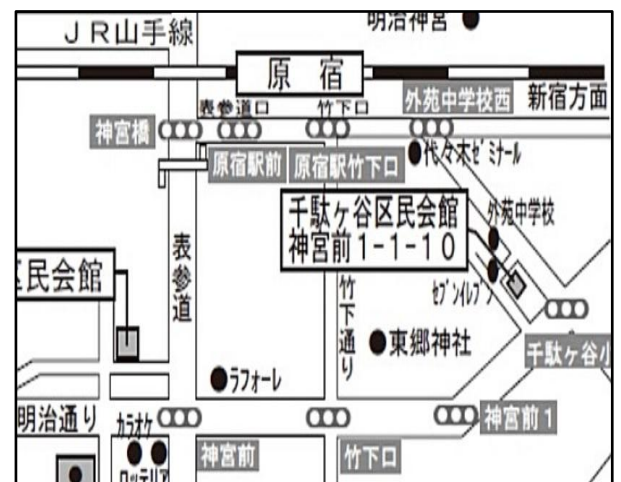 明治神宮
JR山手線
原宿
表参道口
竹下口
外苑中学校西
新宿方面
神宮橋
原宿駅前
原宿駅竹下口
代々木ゼミナール
千駄ヶ谷区民会館
神宮前1-1-10
外苑中学校
表参道
区民会館
竹下通り
セブンイレブン
東郷神社
千駄ヶ谷小
ラフォーレ
明治通り
カラオケ
神宮前
竹下口
神宮前1
ロッテリア